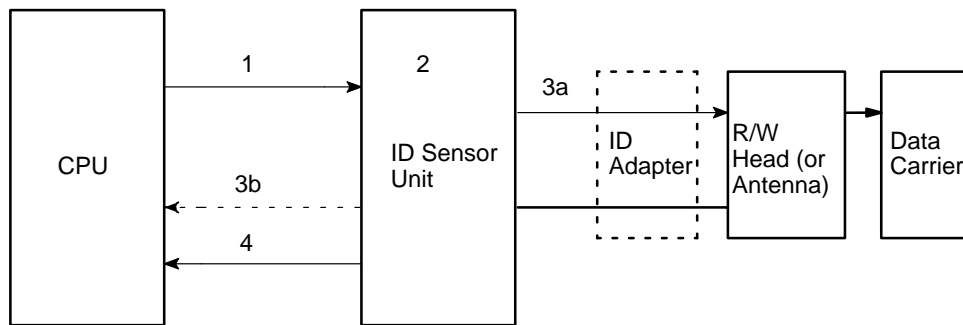 1
2
3a
CPU
ID Sensor
Unit
ID
Adapter
R/W
Head (or
Antenna)
Data
Carrier
3b
4